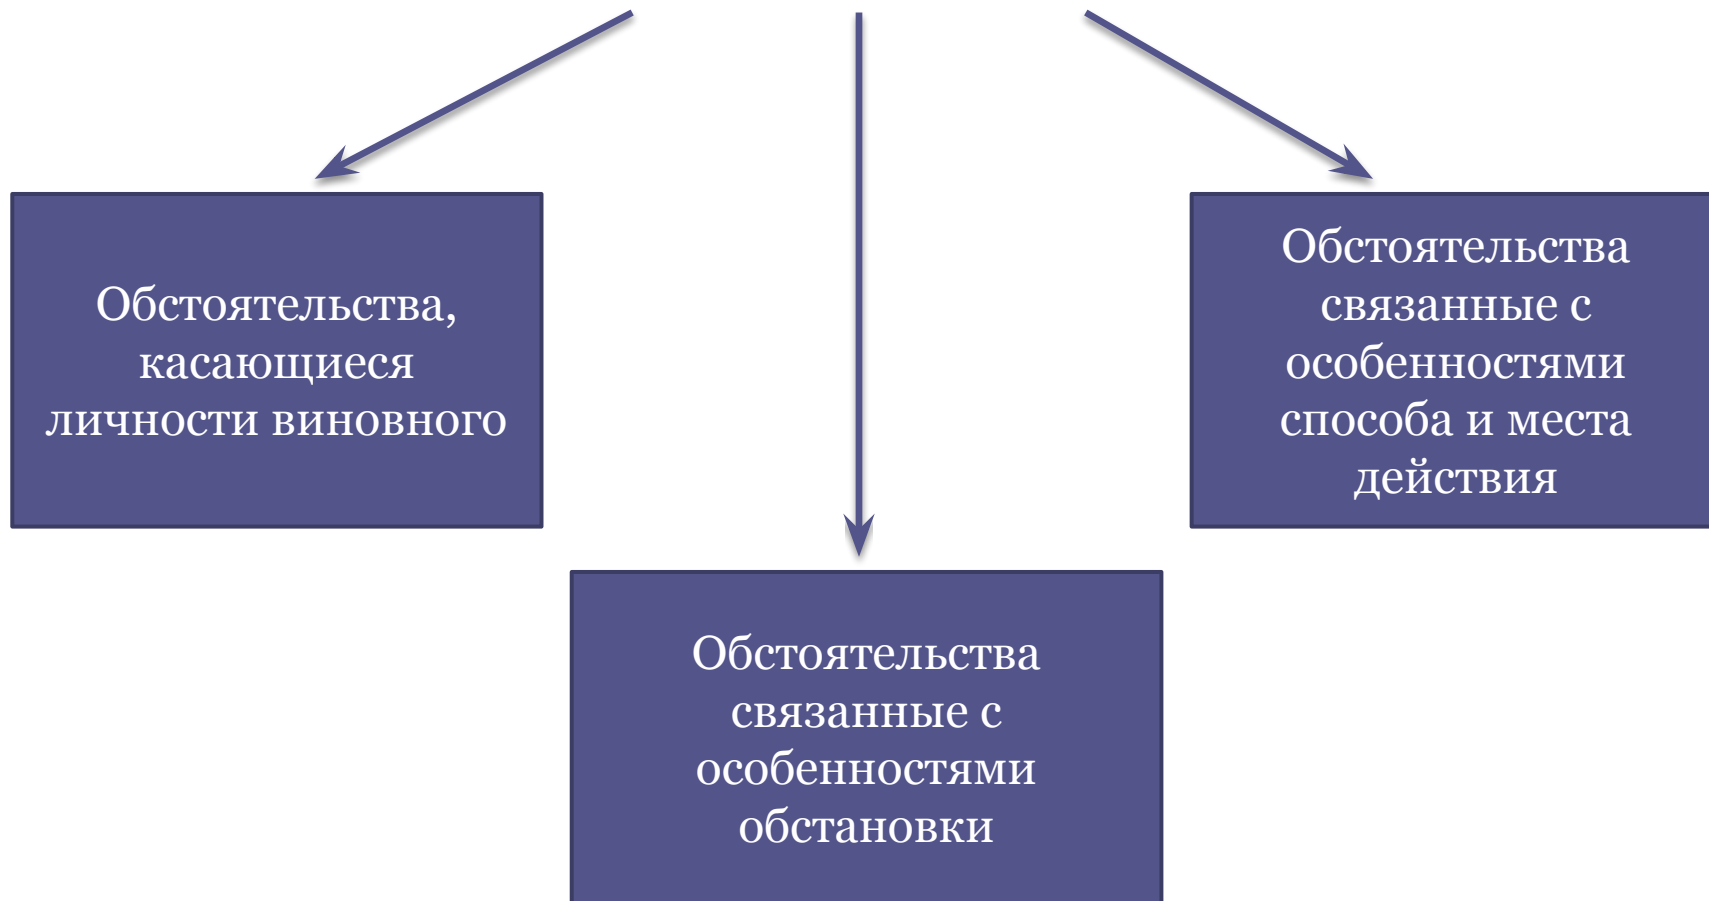 Обстоятельства,
касающиеся
личности виновного
Обстоятельства
связанные с
особенностями
обстановки
Обстоятельства
связанные с
особенностями
способа и места
действия